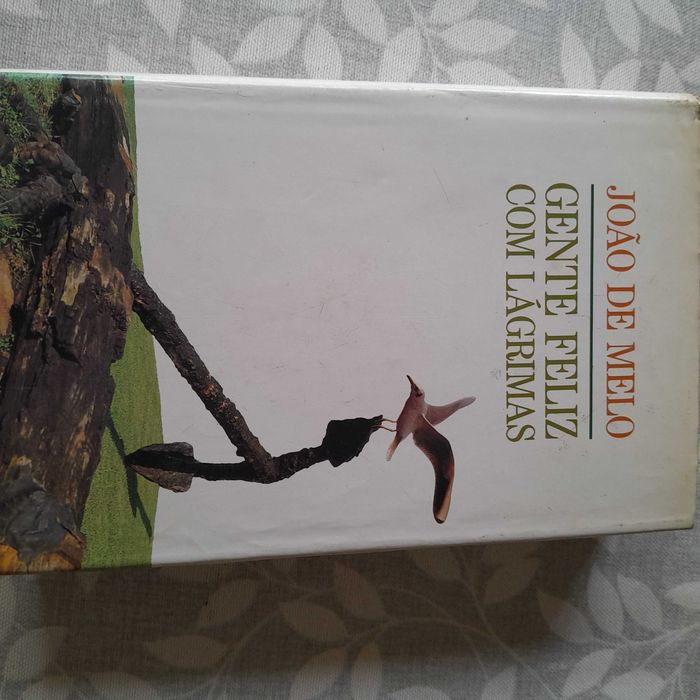 JOÃO DE MELO
GENTE FELIZ
COM LÁGRIMAS